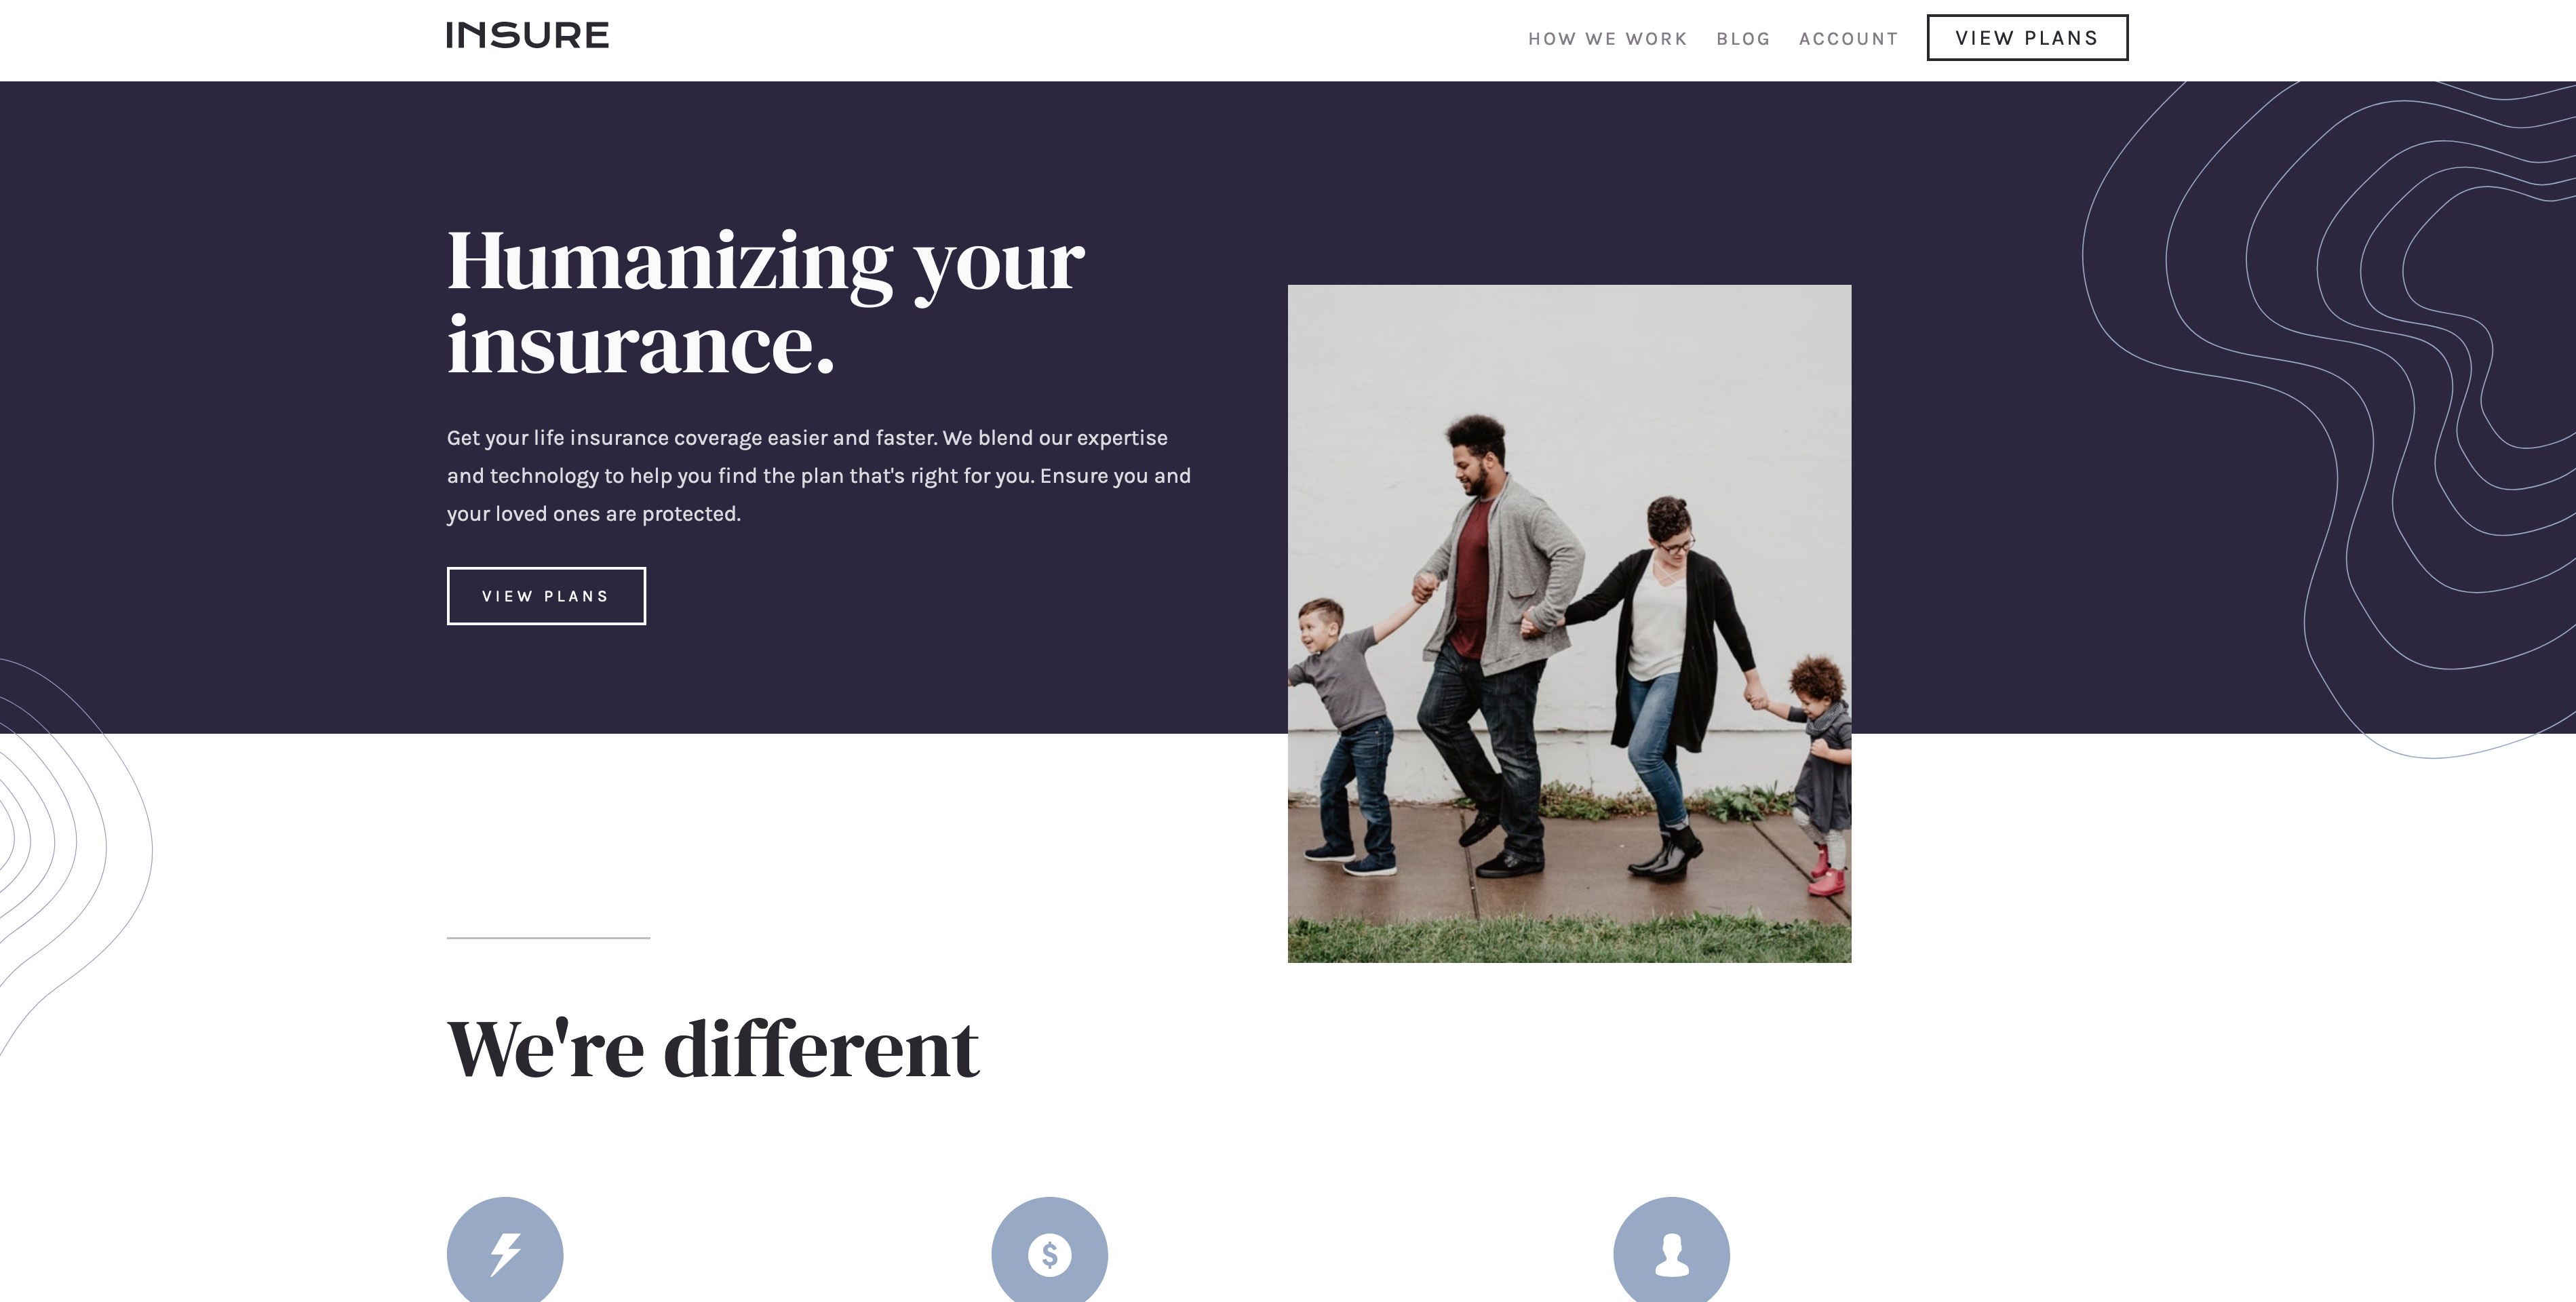 INSURE
HOW WE WORK
BLOG
ACCOUNT
VIEW PLANS
Humanizing your
insurance.
Get your life insurance coverage easier and faster. We blend our expertise
and technology to help you find the plan that's right for you. Ensure you and
your loved ones are protected.
VIEW PLANS
We're different
$